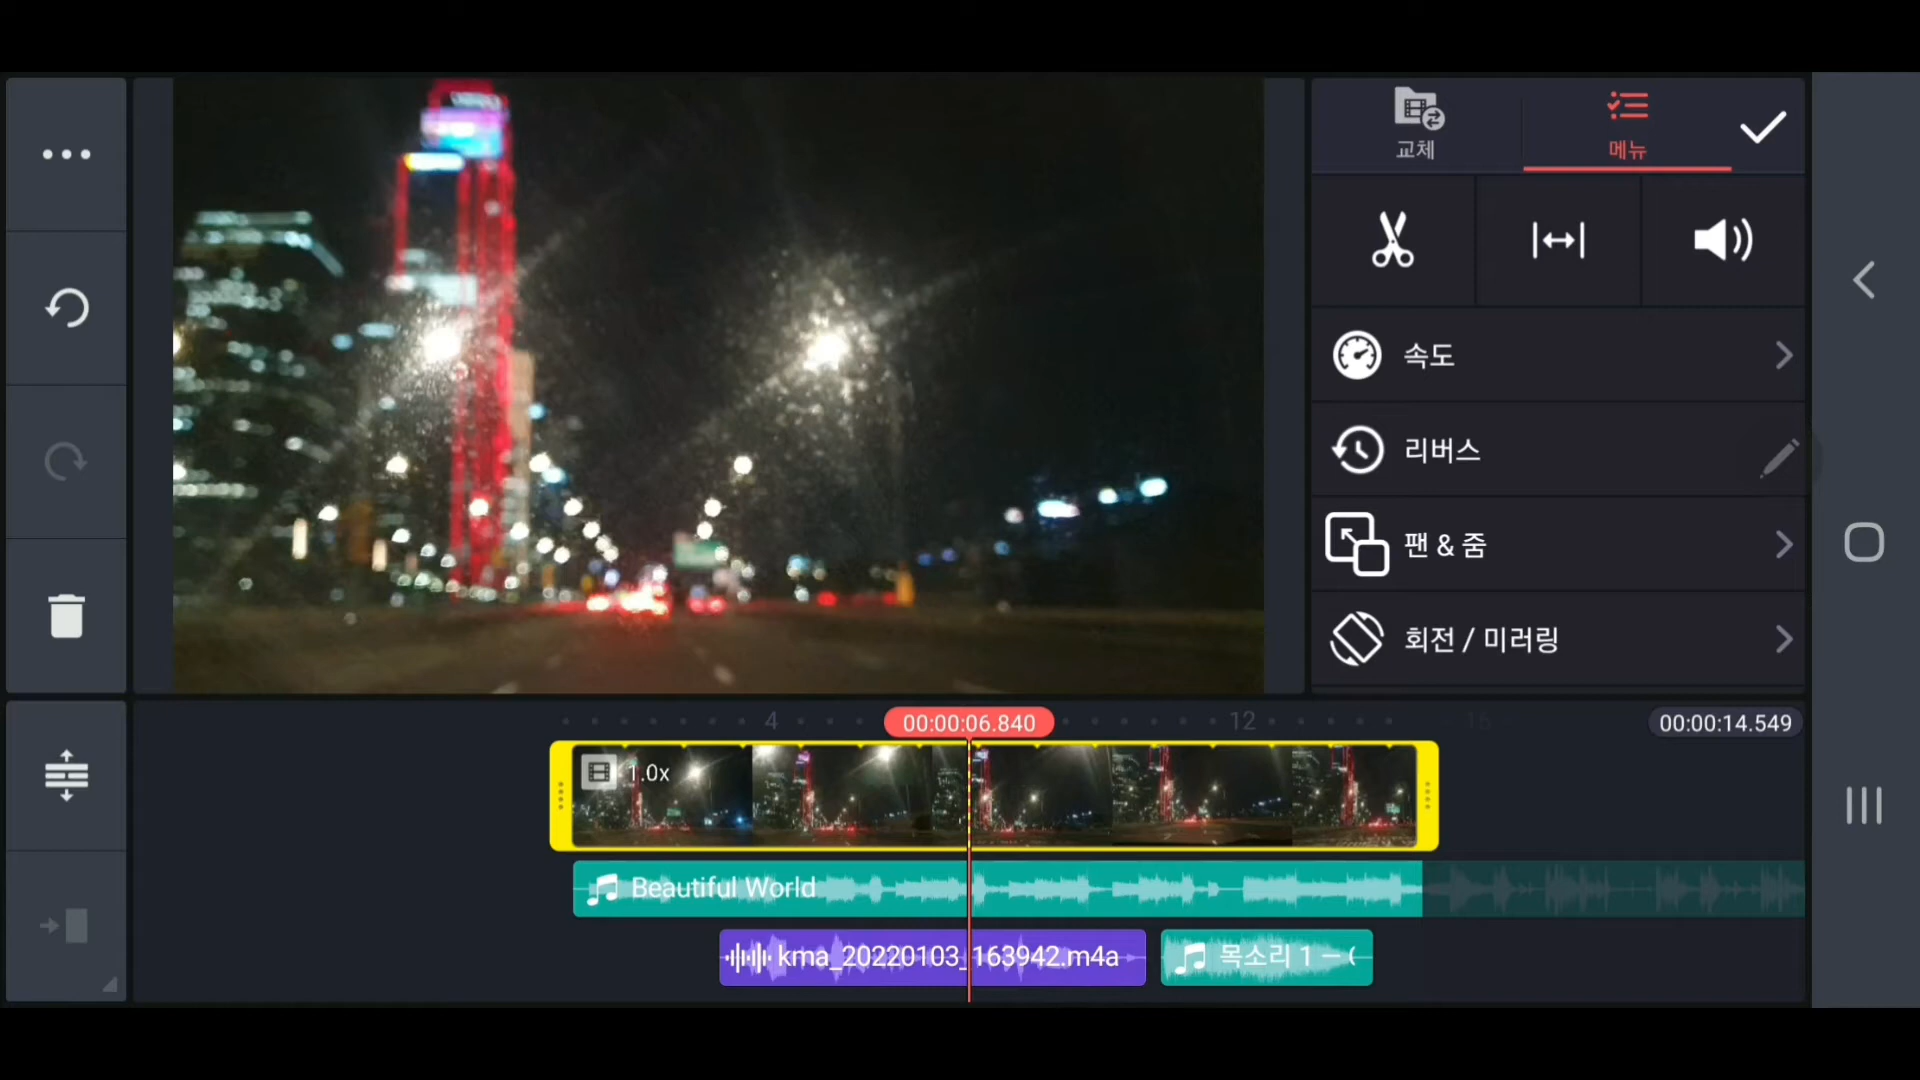 교체
메뉴
속도
리버스
팬 & 줌
회전 / 미러링
4
00:00:06.840
12
16
00:00:14.549
1.0x
Beautiful World
kma_20220103_163942.m4a
목소리 1 – (